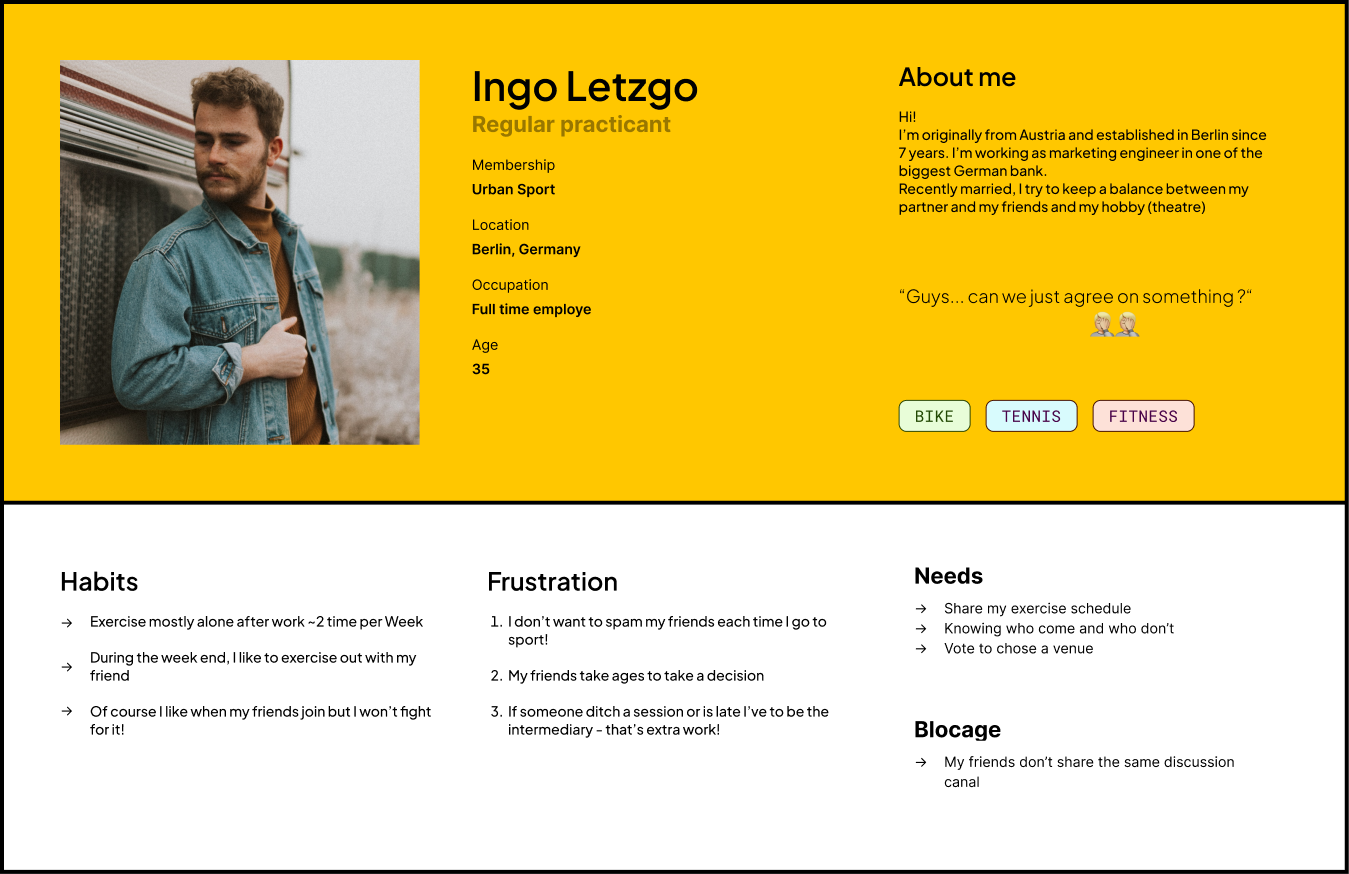 Ingo Letzgo
Regular practicant
Membership
Urban Sport
Location
Berlin, Germany
Occupation
Full time employe
Age
35
About me
Hi!
I’m originally from Austria and established in Berlin since
7 years. I’m working as marketing engineer in one of the
biggest German bank.
Recently married, I try to keep a balance between my
partner and my friends and my hobby (theatre)
“Guys... can we just agree on something ?“
🤦🏼🤦🏼
BIKE
TENNIS
FITNESS
Habits
→ Exercise mostly alone after work ~2 time per Week
→ During the week end, I like to exercise out with my
friend
→ Of course I like when my friends join but I won’t fight
for it!
Frustration
1. I don’t want to spam my friends each time I go to
sport!
2. My friends take ages to take a decision
3. If someone ditch a session or is late I’ve to be the
intermediary - that’s extra work!
Needs
→ Share my exercise schedule
→ Knowing who come and who don’t
→ Vote to chose a venue
Blocage
→ My friends don’t share the same discussion
canal